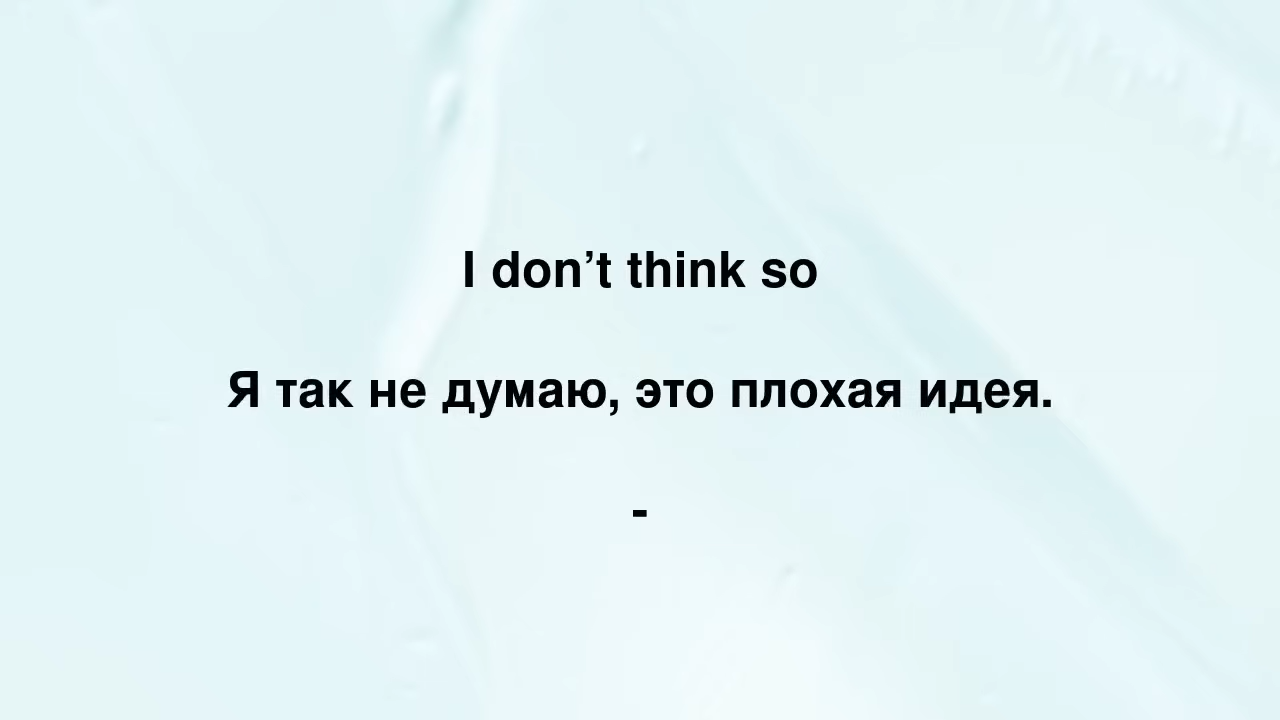 I don’t think so
Я так не думаю, это плохая идея.
-